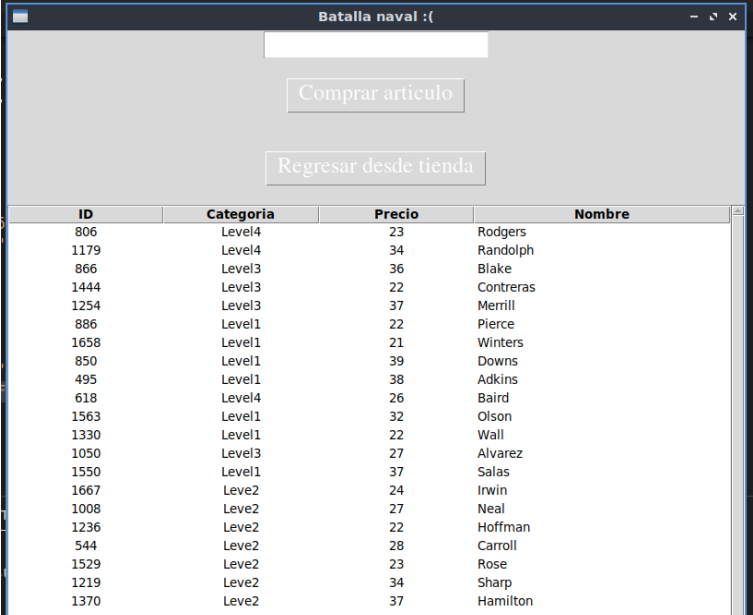 Batalla naval :(
Comprar articulo
Regresar desde tienda
ID Categoria Precio Nombre
806 Level4 23 Rodgers
1179 Level4 34 Randolph
866 Level3 36 Blake
1444 Level3 22 Contreras
1254 Level3 37 Merrill
886 Level1 22 Pierce
1658 Level1 21 Winters
850 Level1 39 Downs
495 Level1 38 Adkins
618 Level4 26 Baird
1563 Level1 32 Olson
1330 Level1 22 Wall
1050 Level3 27 Alvarez
1550 Level1 37 Salas
1667 Leve2 24 Irwin
1008 Leve2 27 Neal
1236 Leve2 22 Hoffman
544 Leve2 28 Carroll
1529 Leve2 23 Rose
1219 Leve2 34 Sharp
1370 Leve2 37 Hamilton